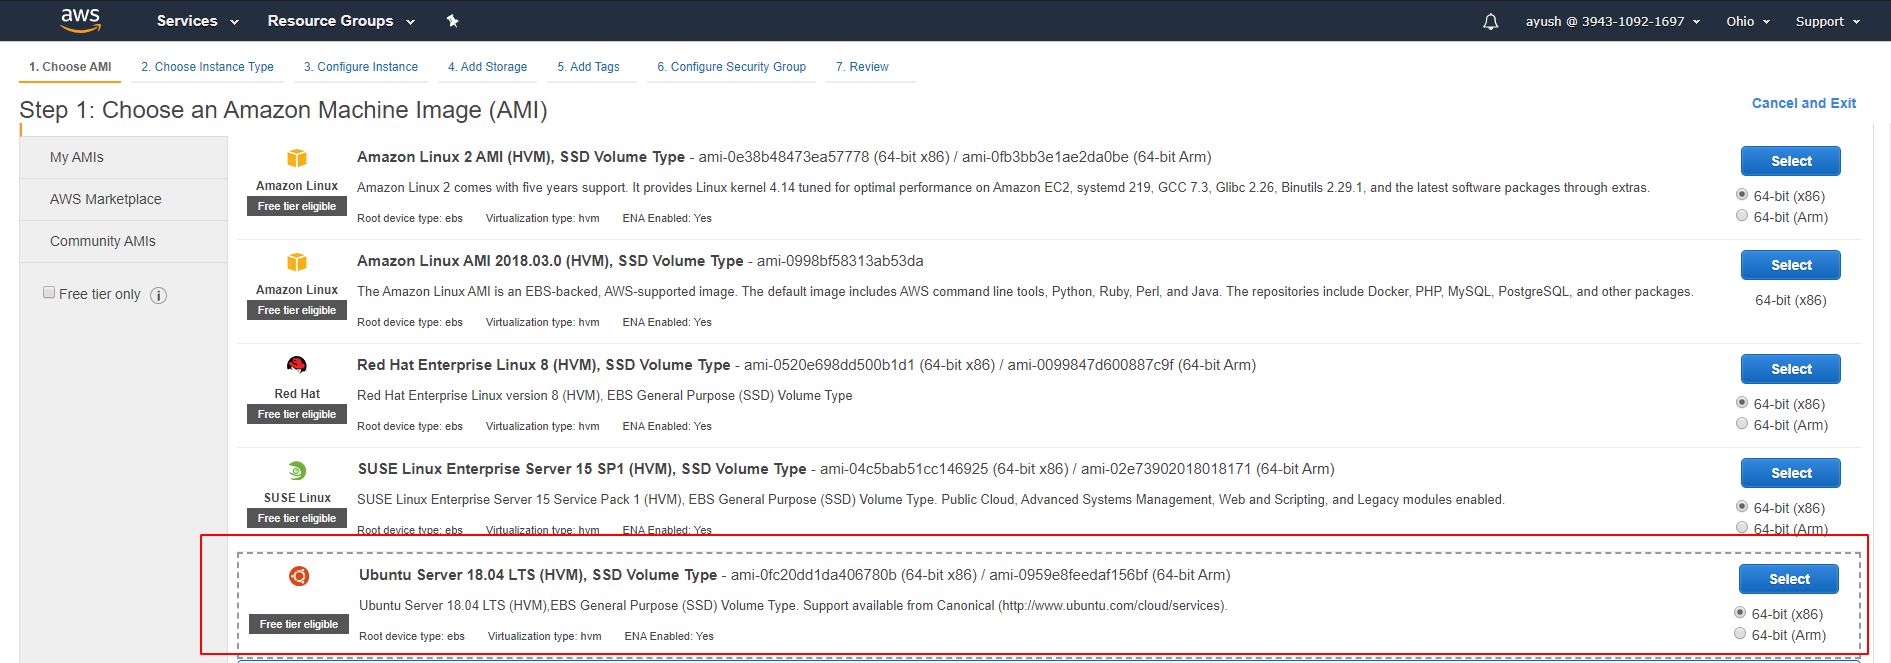 aws Services Resource Groups ayush @ 3943-1092-1697 Ohio Support
1. Choose AMI 2. Choose Instance Type 3. Configure Instance 4. Add Storage 5. Add Tags 6. Configure Security Group 7. Review
Step 1: Choose an Amazon Machine Image (AMI)
Cancel and Exit
My AMIs
AWS Marketplace
Community AMIs
Free tier only i
Amazon Linux
Free tier eligible
Amazon Linux 2 AMI (HVM), SSD Volume Type - ami-0e38b48473ea57778 (64-bit x86) / ami-0fb3bb3e1ae2da0be (64-bit Arm)
Amazon Linux 2 comes with five years support. It provides Linux kernel 4.14 tuned for optimal performance on Amazon EC2, systemd 219, GCC 7.3, Glibc 2.26, Binutils 2.29.1, and the latest software packages through extras.
Root device type: ebs Virtualization type: hvm ENA Enabled: Yes
Select
64-bit (x86)
64-bit (Arm)
Amazon Linux
Free tier eligible
Amazon Linux AMI 2018.03.0 (HVM), SSD Volume Type - ami-0998bf58313ab53da
The Amazon Linux AMI is an EBS-backed, AWS-supported image. The default image includes AWS command line tools, Python, Ruby, Perl, and Java. The repositories include Docker, PHP, MySQL, PostgreSQL, and other packages.
Root device type: ebs Virtualization type: hvm ENA Enabled: Yes
Select
64-bit (x86)
Red Hat
Free tier eligible
Red Hat Enterprise Linux 8 (HVM), SSD Volume Type - ami-0520e698dd500b1d1 (64-bit x86) / ami-0099847d600887c9f (64-bit Arm)
Red Hat Enterprise Linux version 8 (HVM), EBS General Purpose (SSD) Volume Type
Root device type: ebs Virtualization type: hvm ENA Enabled: Yes
Select
64-bit (x86)
64-bit (Arm)
SUSE Linux
Free tier eligible
SUSE Linux Enterprise Server 15 SP1 (HVM), SSD Volume Type - ami-04c5bab51cc146925 (64-bit x86) / ami-02e73902018018171 (64-bit Arm)
SUSE Linux Enterprise Server 15 Service Pack 1 (HVM), EBS General Purpose (SSD) Volume Type. Public Cloud, Advanced Systems Management, Web and Scripting, and Legacy modules enabled.
Root device type: ebs Virtualization type: hvm ENA Enabled: Yes
Select
64-bit (x86)
64-bit (Arm)
Free tier eligible
Ubuntu Server 18.04 LTS (HVM), SSD Volume Type - ami-0fc20dd1da406780b (64-bit x86) / ami-0959e8feedaf156bf (64-bit Arm)
Ubuntu Server 18.04 LTS (HVM),EBS General Purpose (SSD) Volume Type. Support available from Canonical (http://www.ubuntu.com/cloud/services).
Root device type: ebs Virtualization type: hvm ENA Enabled: Yes
Select
64-bit (x86)
64-bit (Arm)